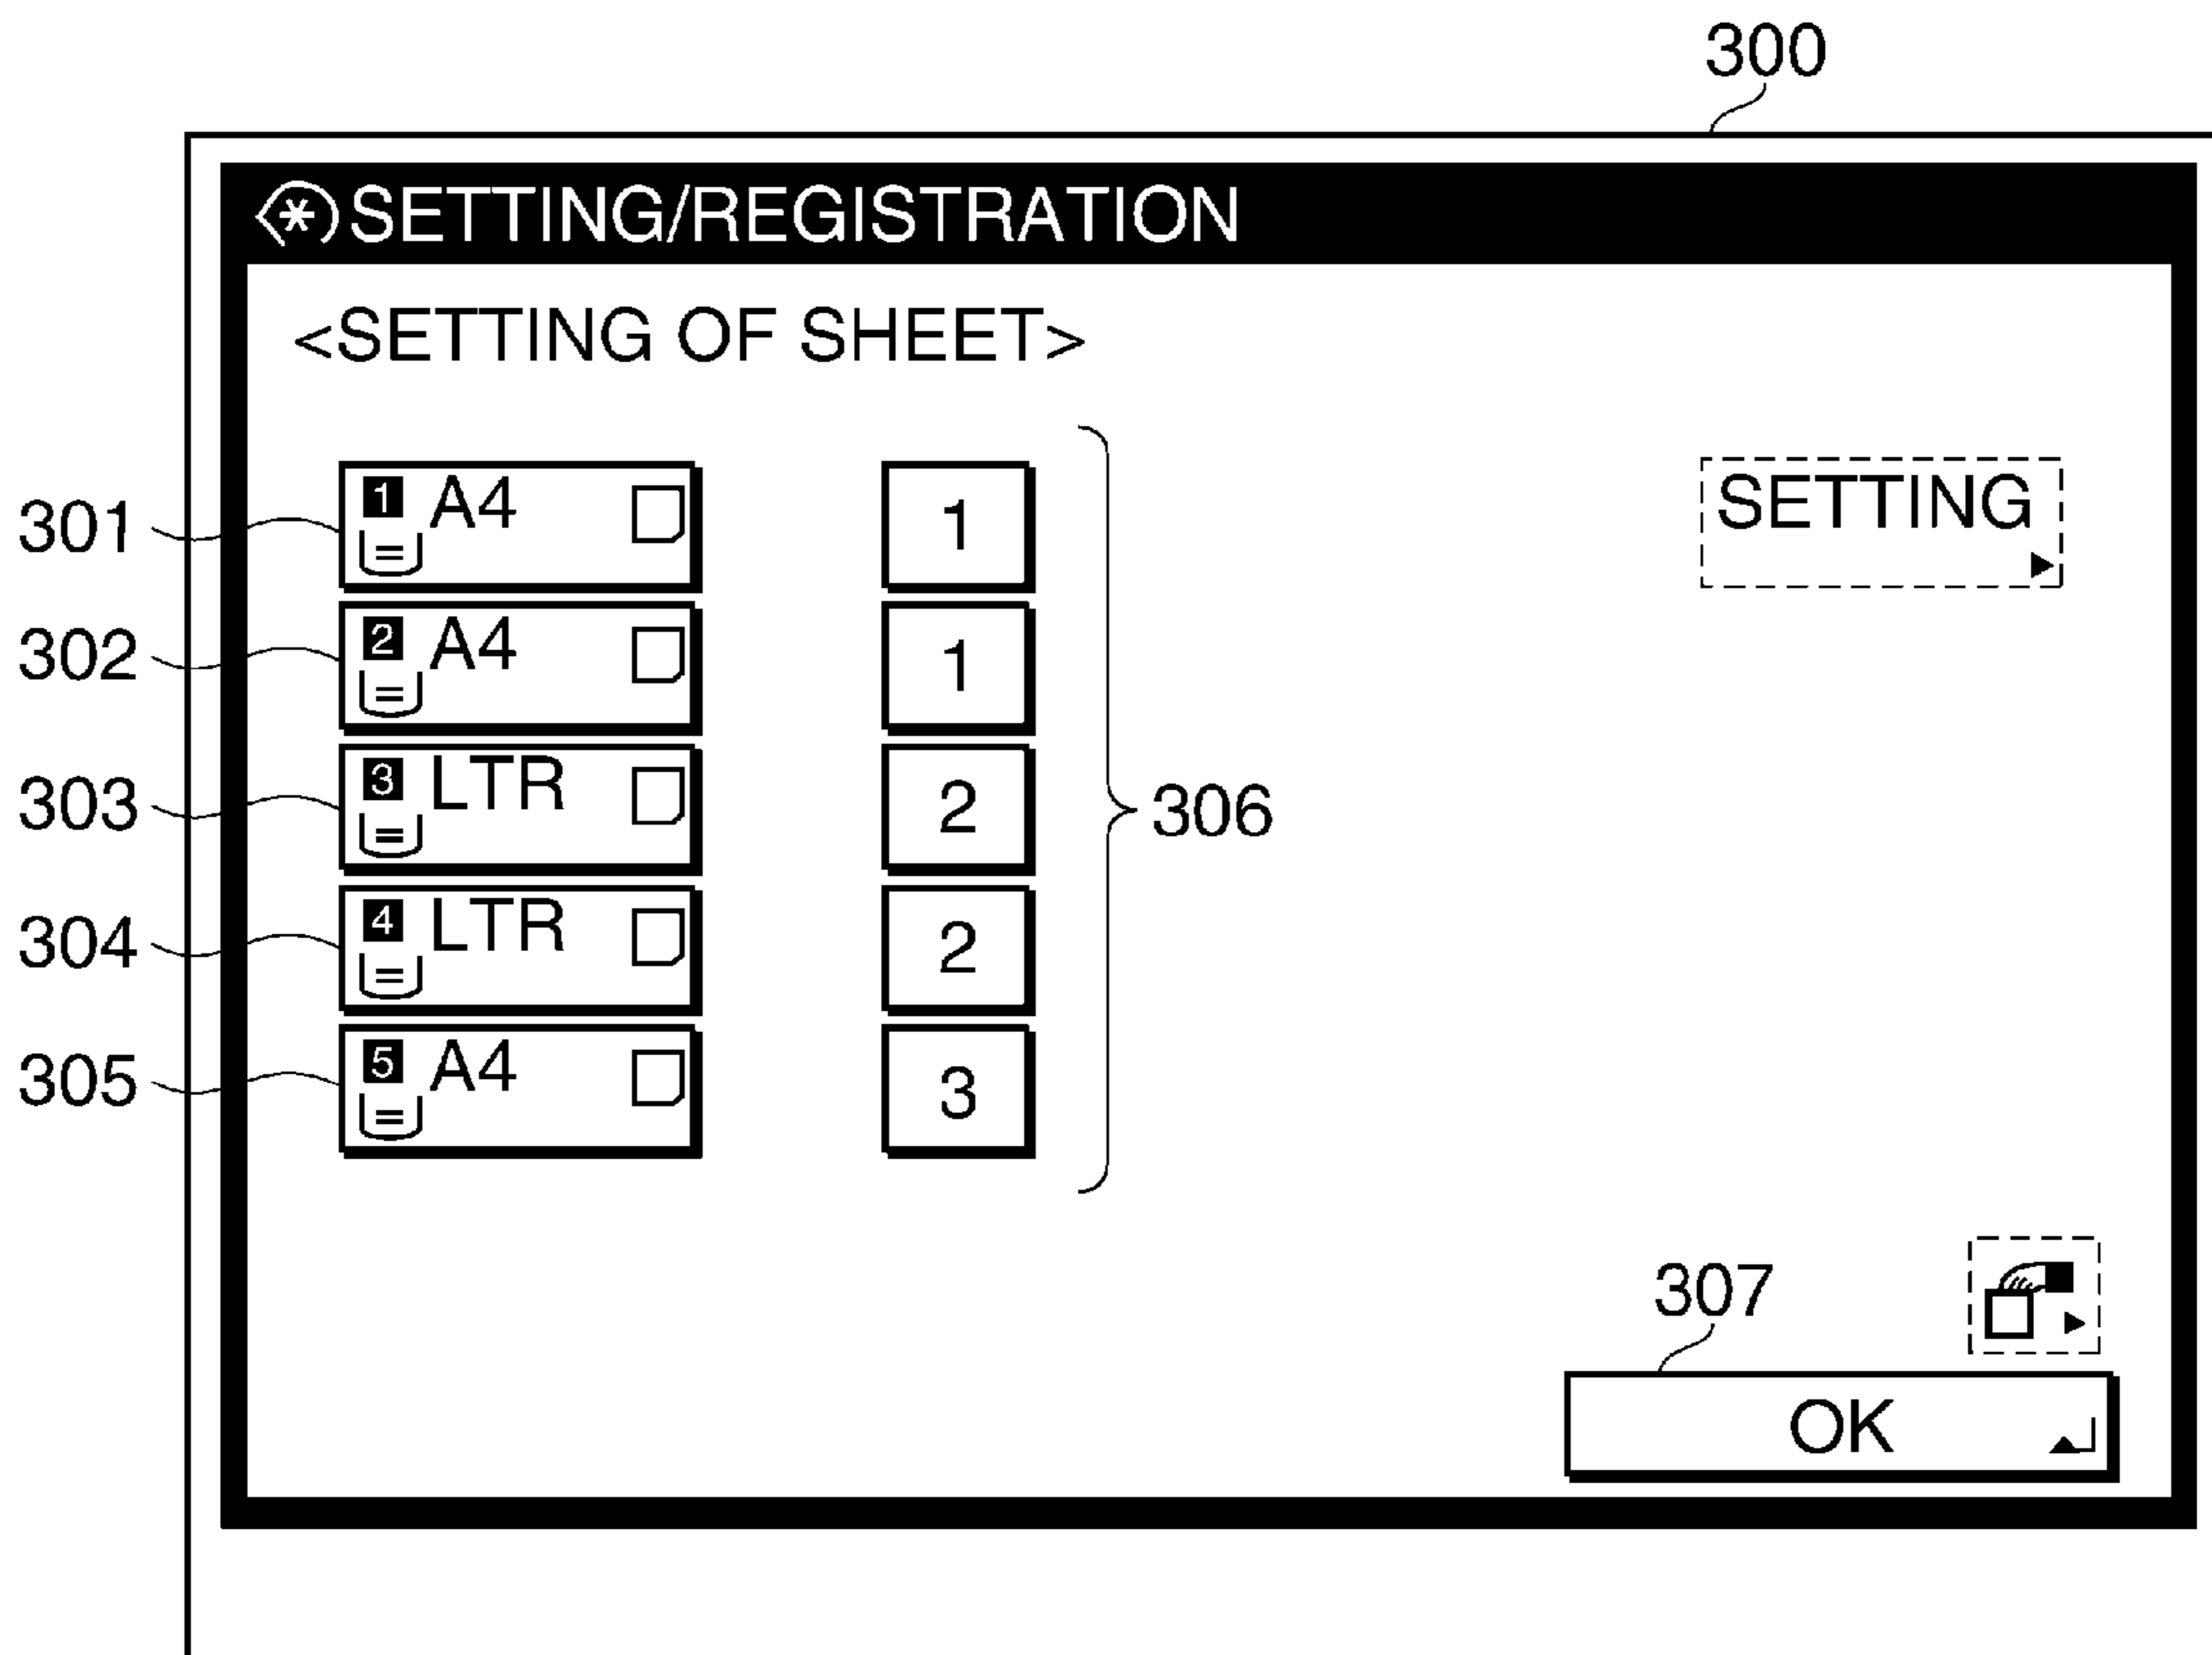 300
SETTING/REGISTRATION
<SETTING OF SHEET>
301 1 A4 1 SETTING
302 2 A4 1
303 3 LTR 2 306
304 4 LTR 2
305 5 A4 3
307
OK